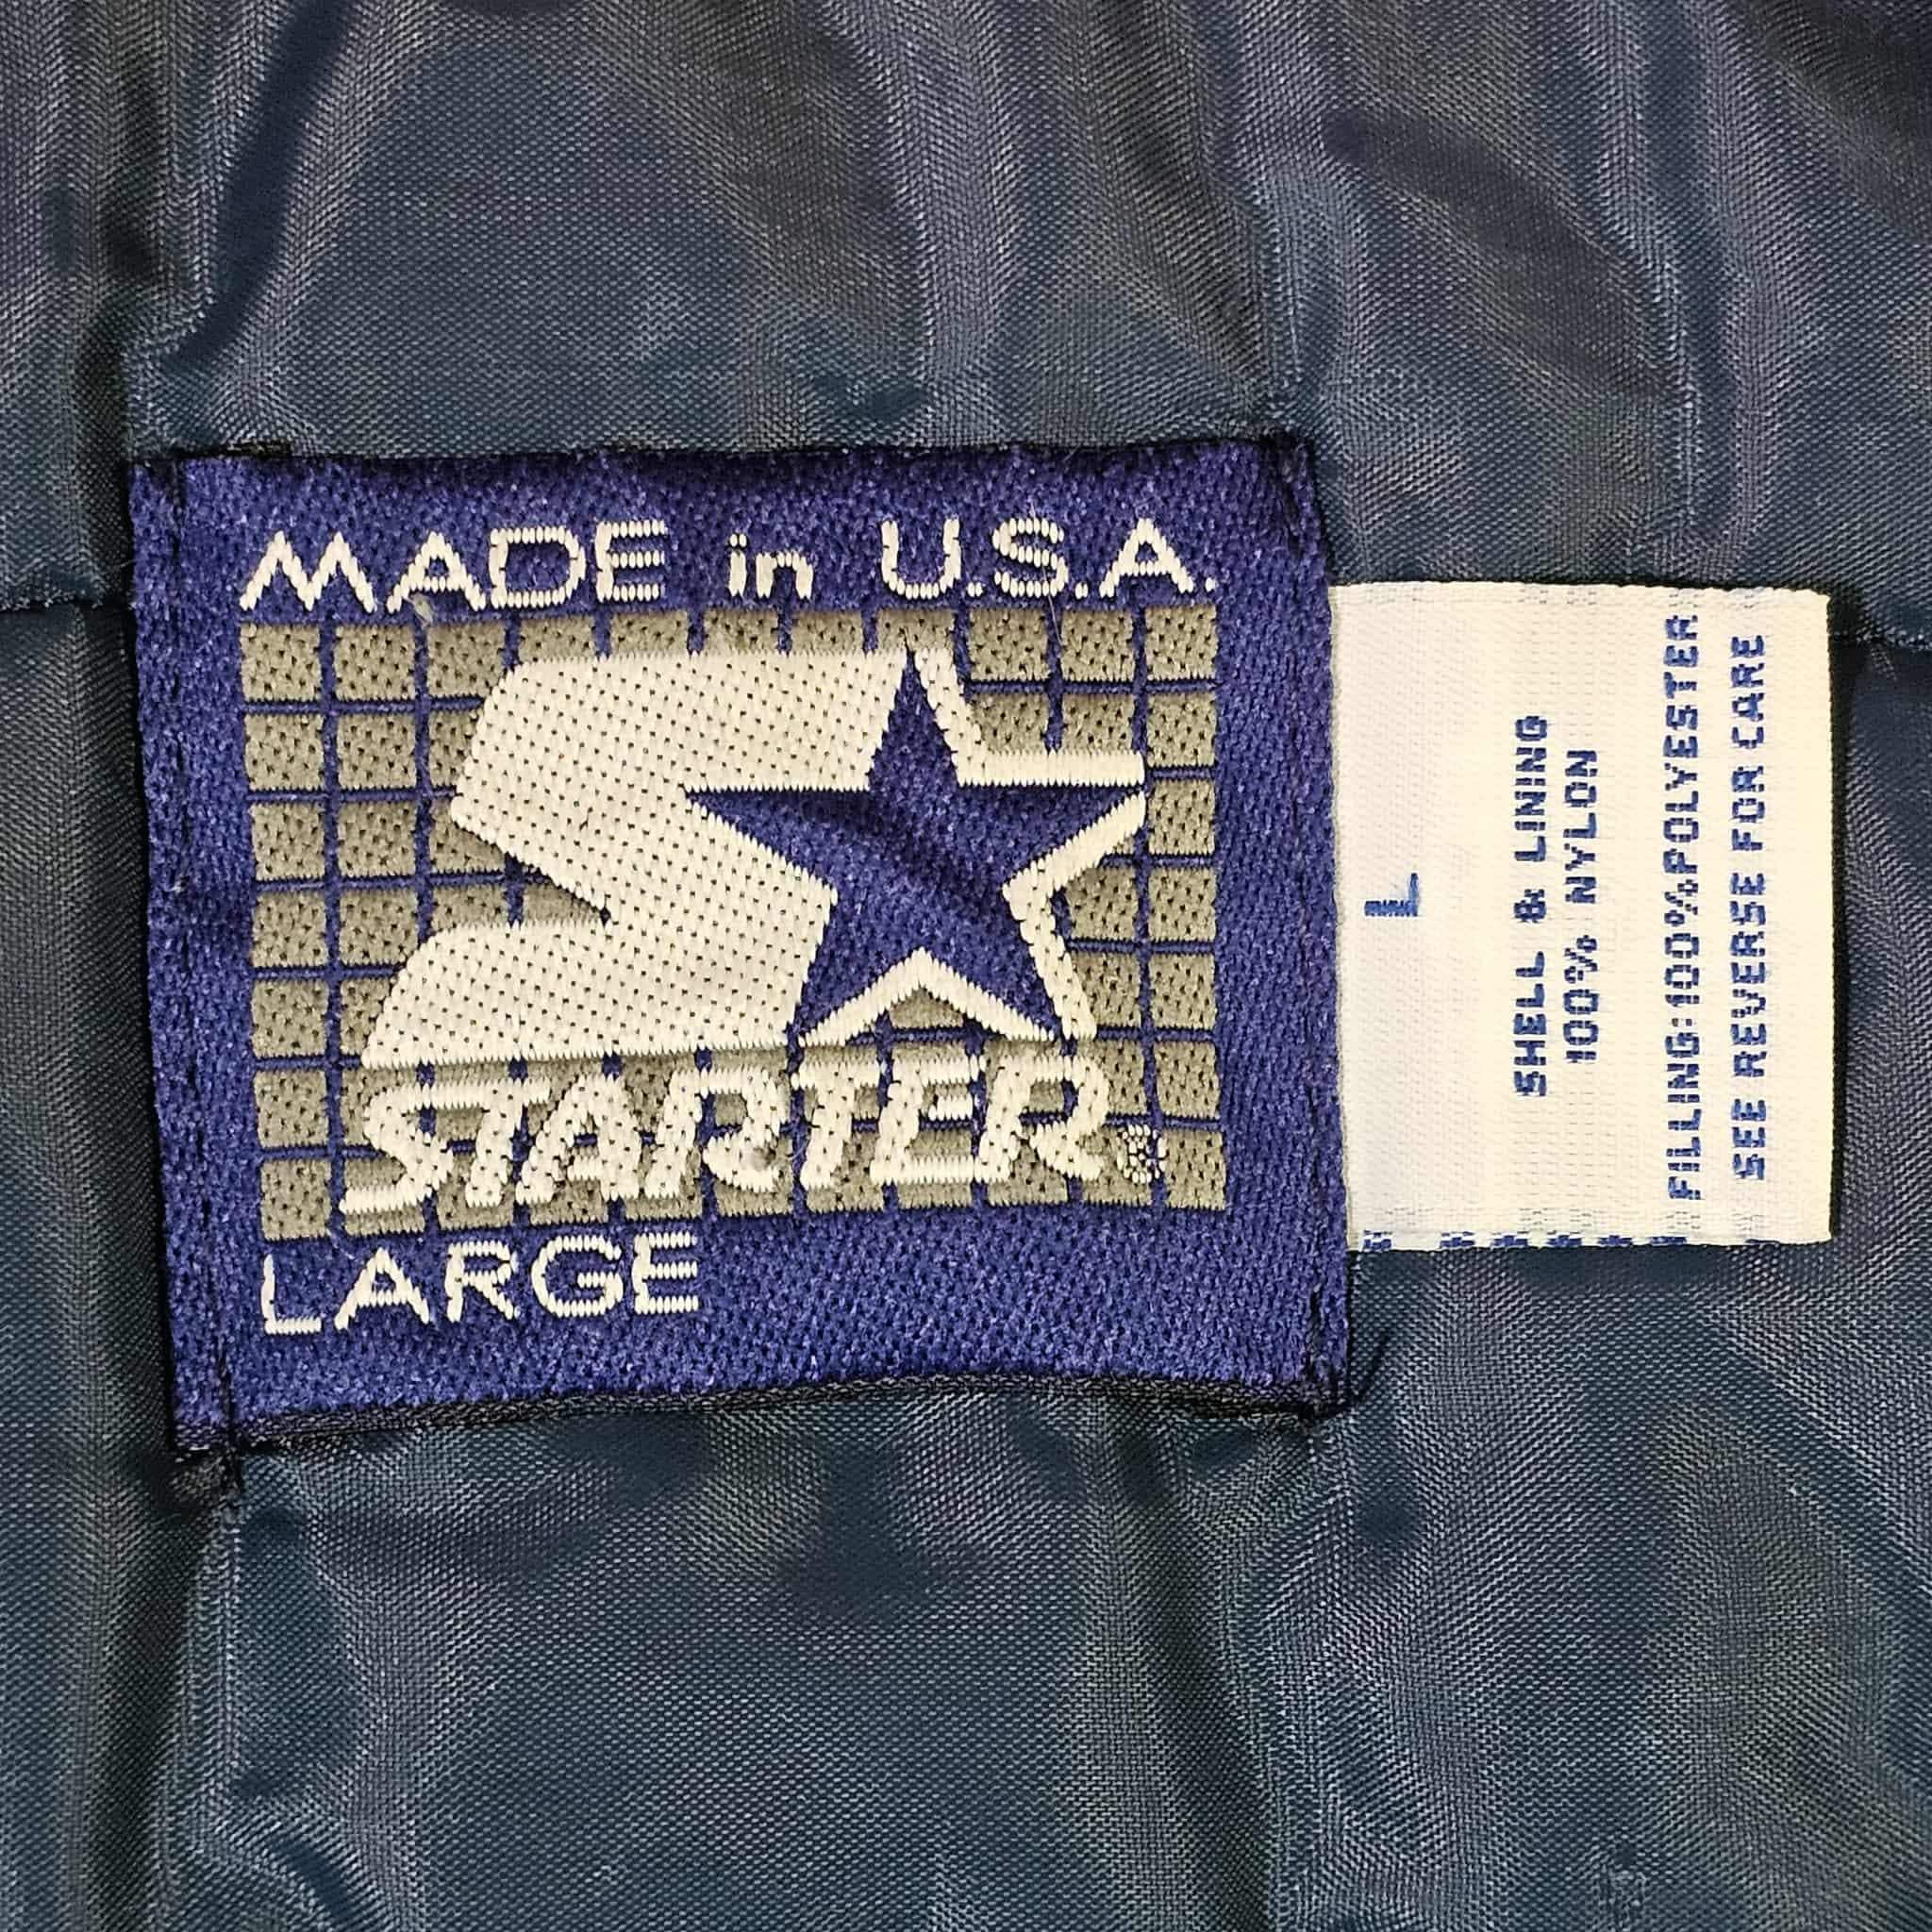 MADE in U.S.A.
STARTER®
LARGE
L
SHELL & LINING
100% NYLON
FILLING:100%POLYESTER
SEE REVERSE FOR CARE